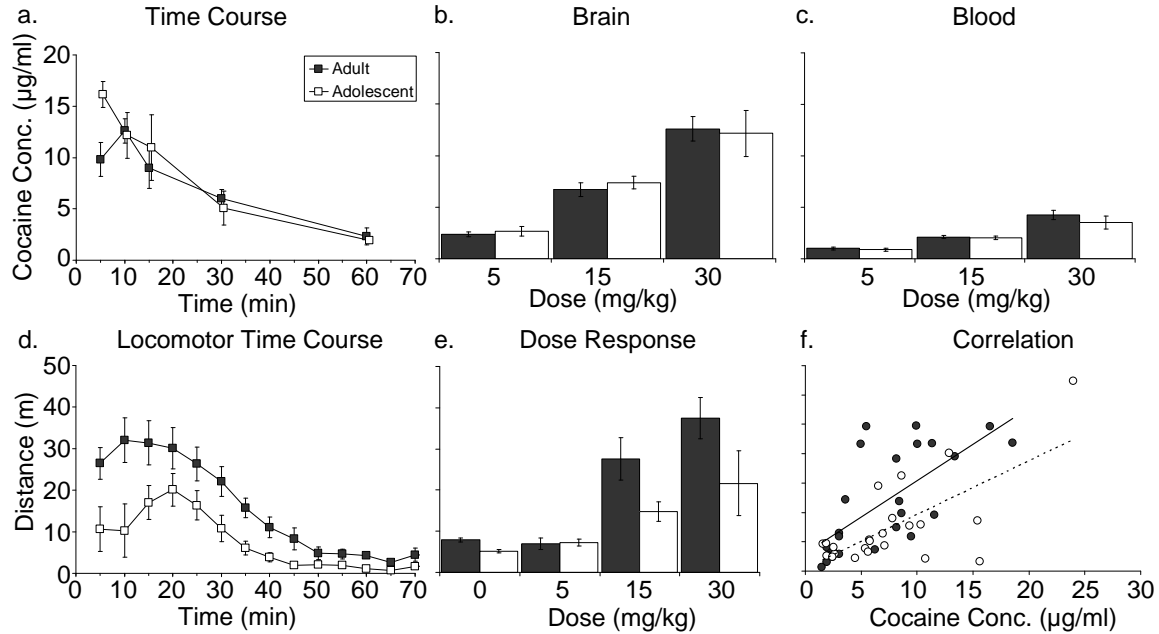 a. Time Course
b. Brain
c. Blood
Cocaine Conc. (µg/ml)
20
15
10
5
0
Adult
Adolescent
0 10 20 30 40 50 60 70
Time (min)
5 15 30
Dose (mg/kg)
5 15 30
Dose (mg/kg)
d. Locomotor Time Course
e. Dose Response
f. Correlation
Distance (m)
50
40
30
20
10
0
0 10 20 30 40 50 60 70
Time (min)
0 5 15 30
Dose (mg/kg)
0 5 10 15 20 25 30
Cocaine Conc. (µg/ml)